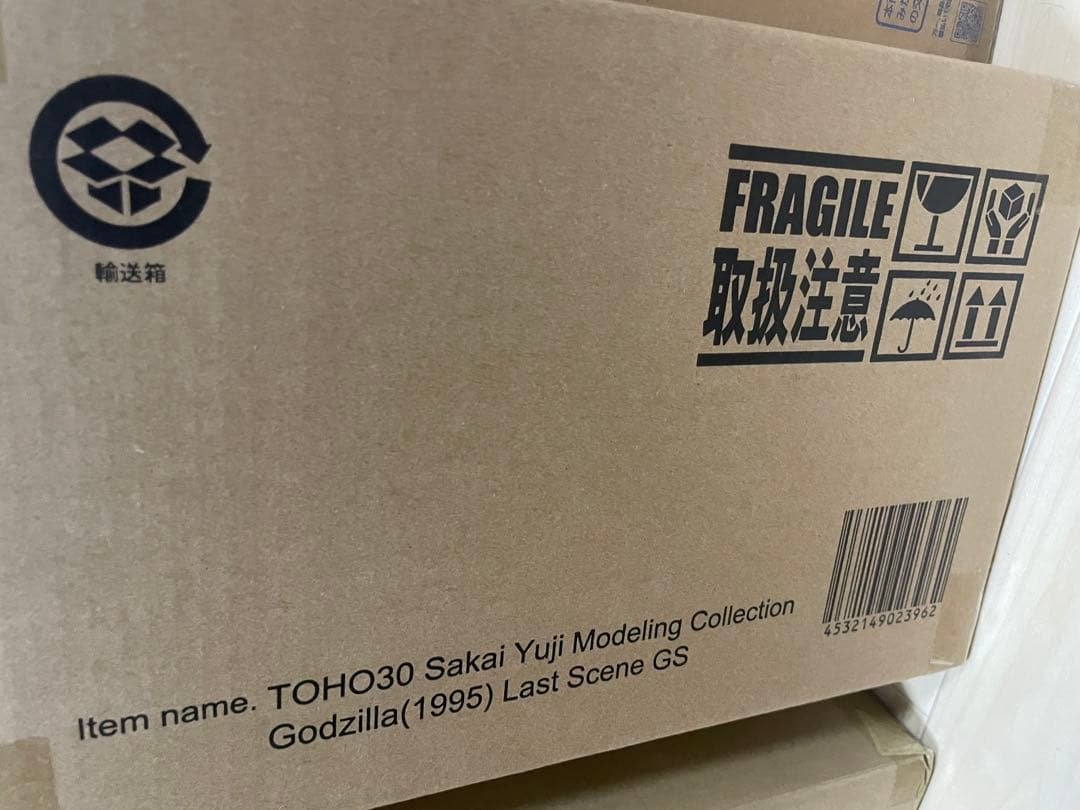 輸送箱
FRAGILE
取扱注意
4532149023962
Item name. TOHO30 Sakai Yuji Modeling Collection
Godzilla(1995) Last Scene GS